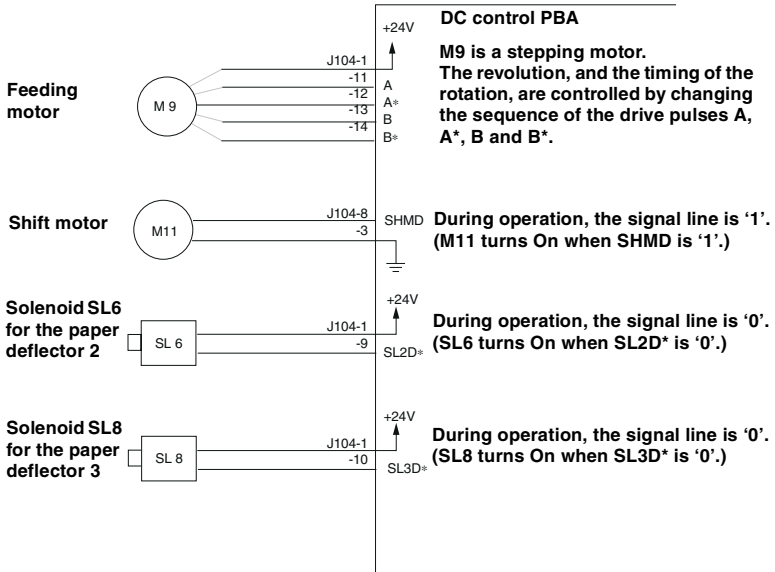 DC control PBA
+24V
M9 is a stepping motor.
The revolution, and the timing of the
rotation, are controlled by changing
the sequence of the drive pulses A,
A*, B and B*.
Feeding
motor
M 9
J104-1
-11
-12
-13
-14
A
A*
B
B*
Shift motor
M11
J104-8
-3
SHMD
During operation, the signal line is ‘1’.
(M11 turns On when SHMD is ‘1’.)
Solenoid SL6
for the paper
deflector 2
SL 6
J104-1
-9
+24V
SL2D*
During operation, the signal line is ‘0’.
(SL6 turns On when SL2D* is ‘0’.)
Solenoid SL8
for the paper
deflector 3
SL 8
J104-1
-10
+24V
SL3D*
During operation, the signal line is ‘0’.
(SL8 turns On when SL3D* is ‘0’.)